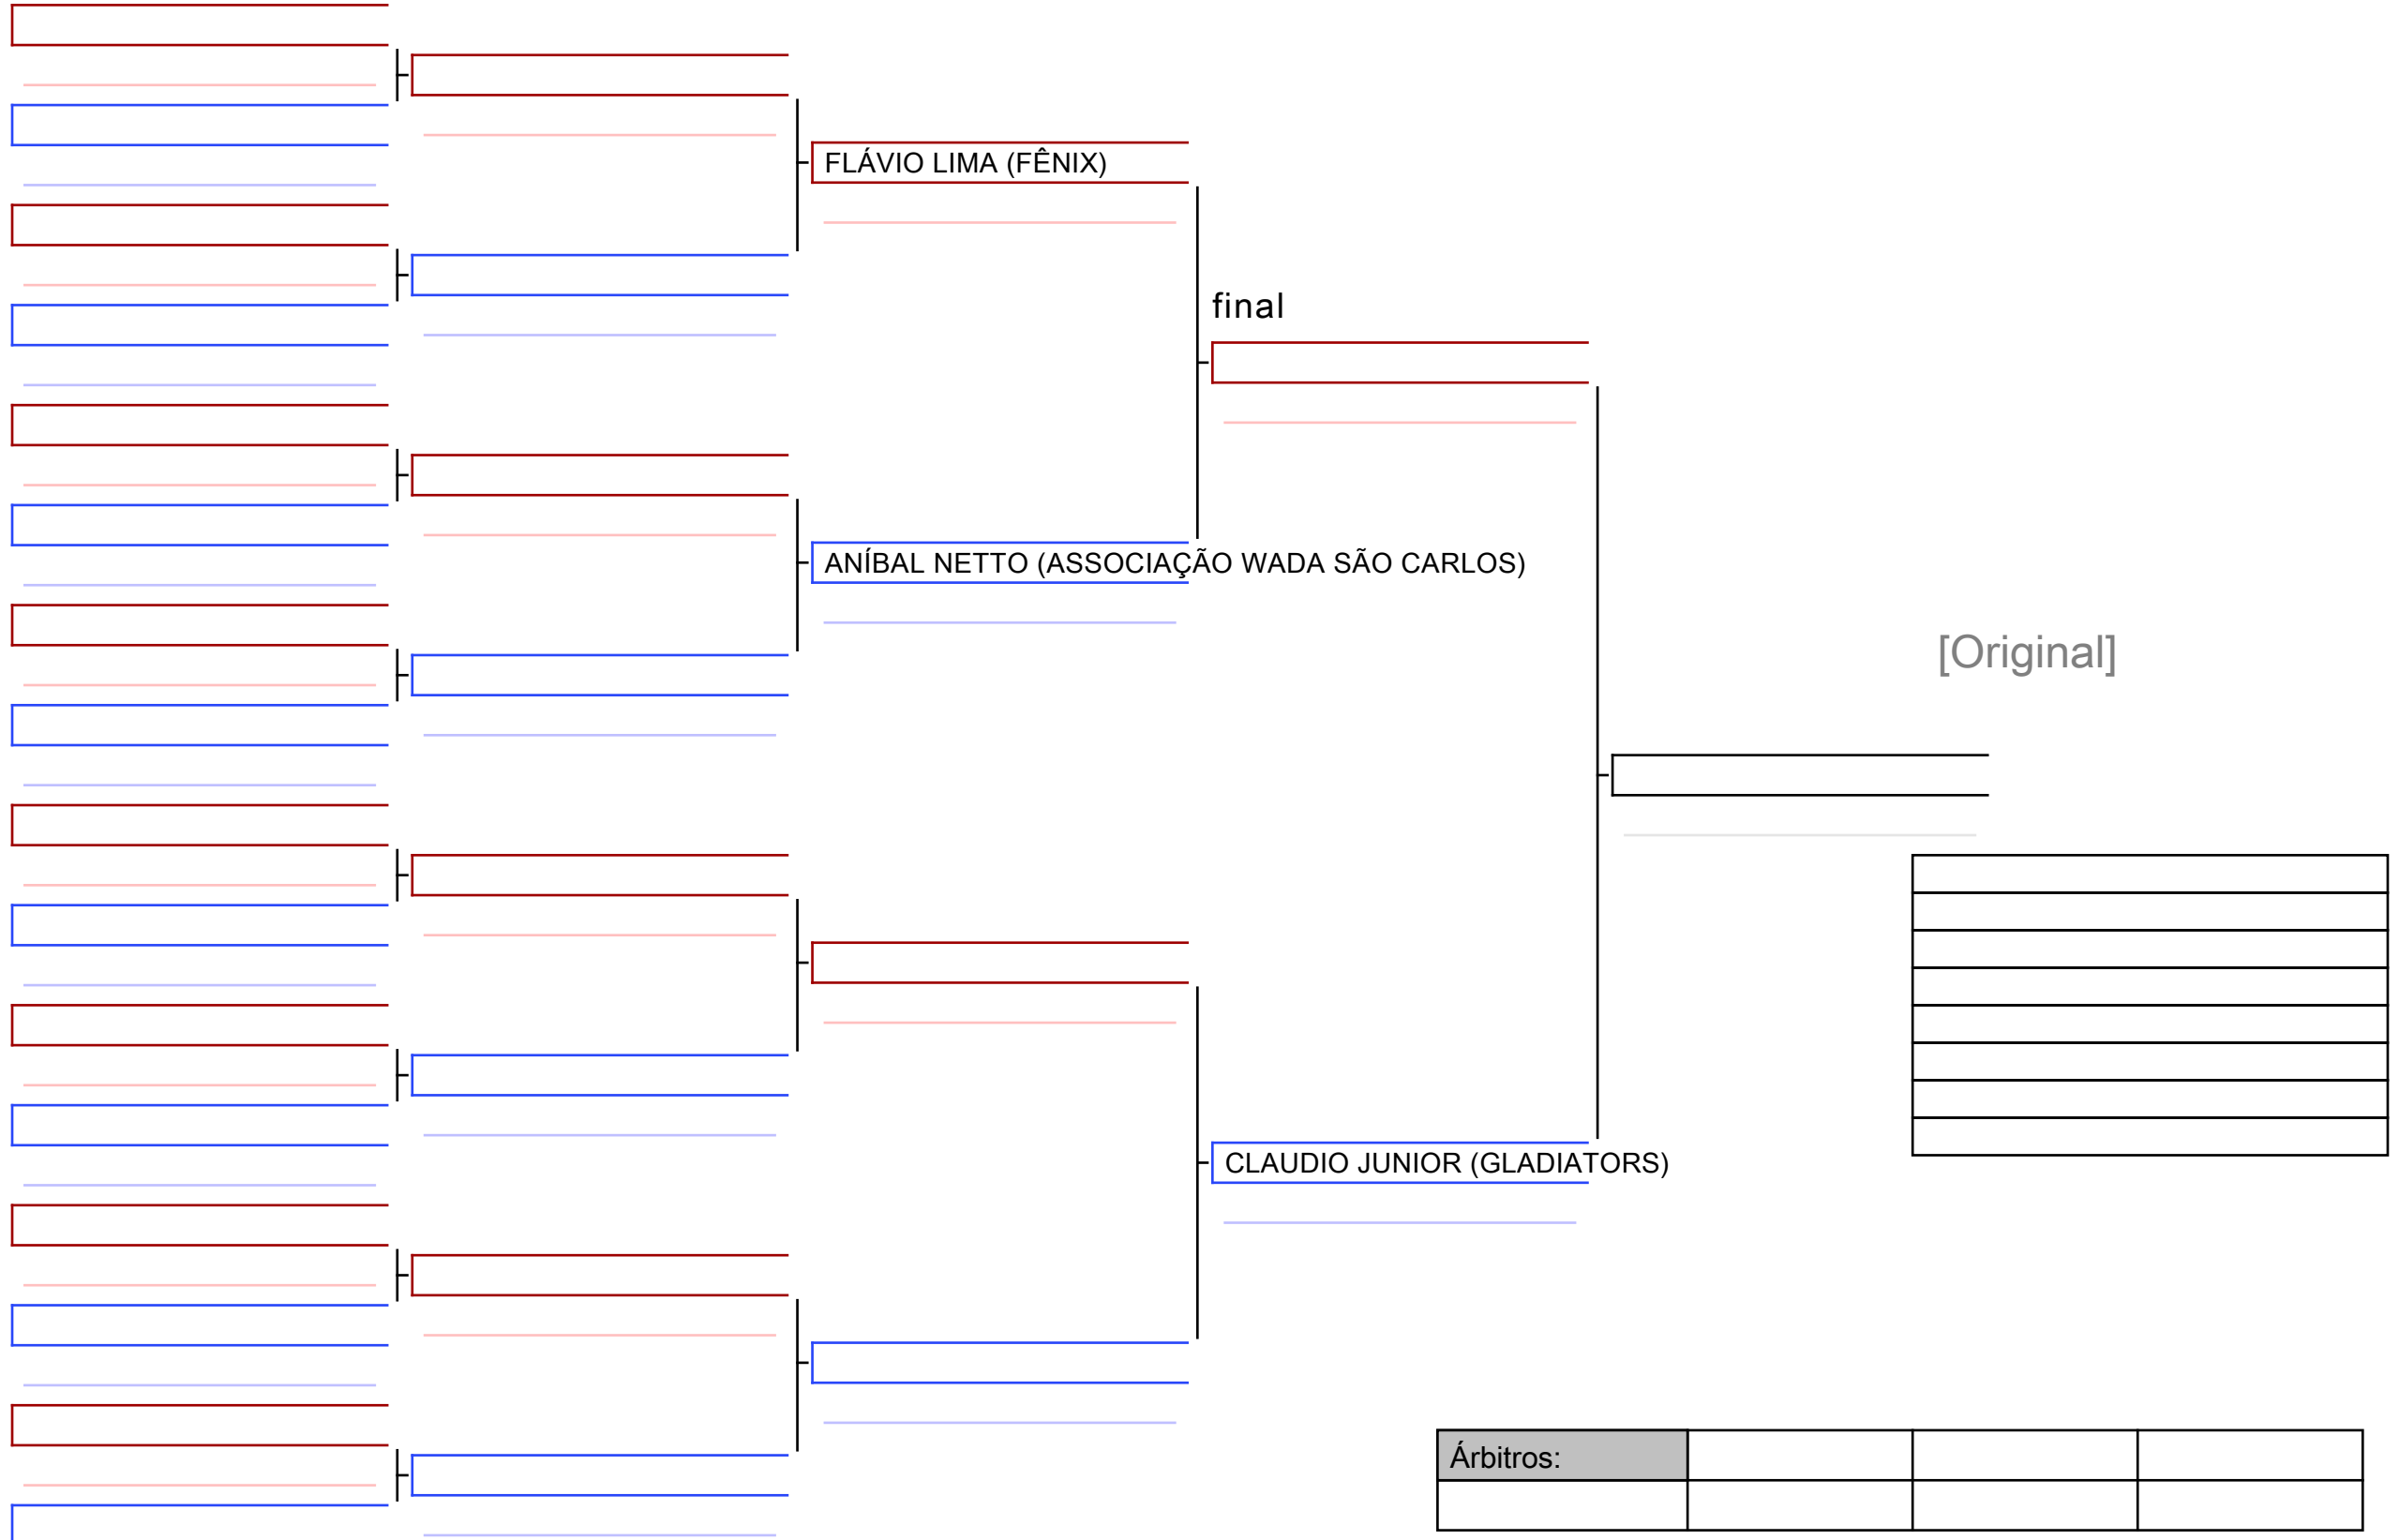 FLÁVIO LIMA (FÊNIX)
final
ANÍBAL NETTO (ASSOCIAÇÃO WADA SÃO CARLOS)
[Original]
CLAUDIO JUNIOR (GLADIATORS)
Árbitros: